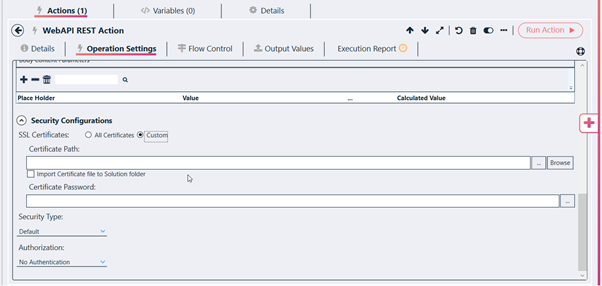 Actions (1) Variables (0) Details
WebAPI REST Action Run Action
Details Operation Settings Flow Control Output Values Execution Report
Body Content Parameters
Place Holder Value ... Calculated Value
Security Configurations
SSL Certificates: All Certificates Custom
Certificate Path:
... Browse
Import Certificate file to Solution folder
Certificate Password:
...
Security Type:
Default
Authorization:
No Authentication